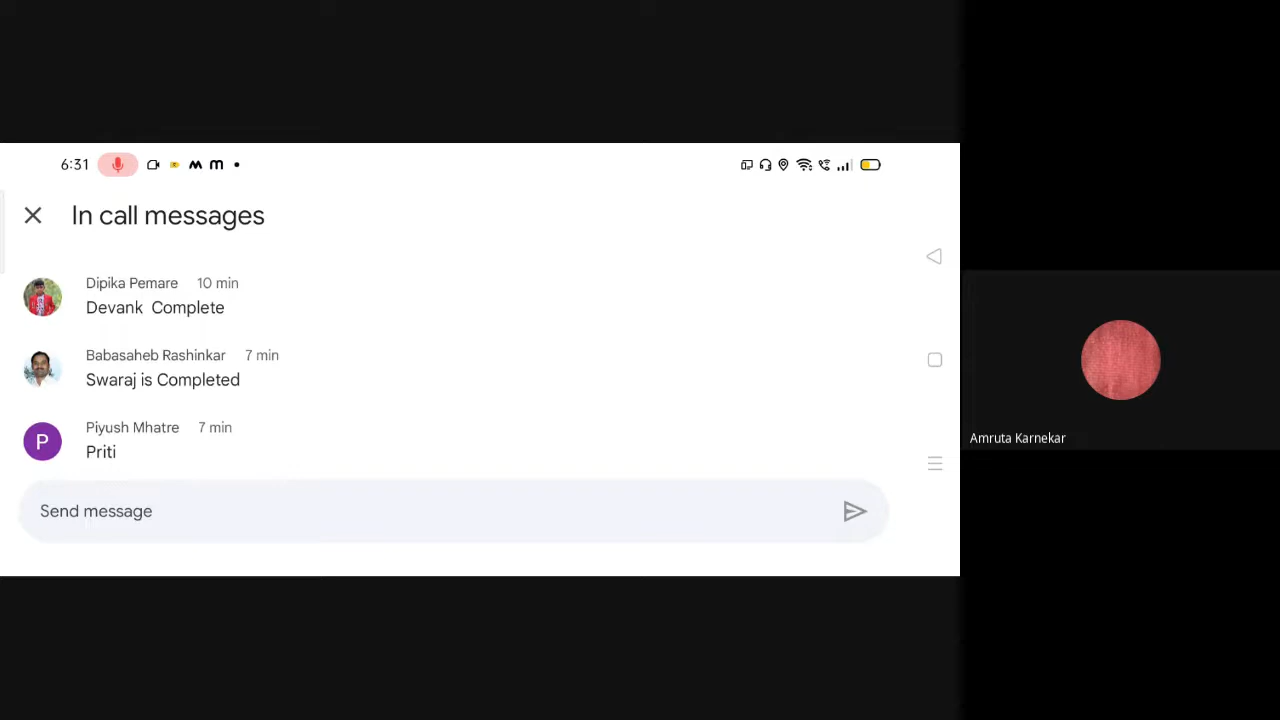 6:31
In call messages
Dipika Pemare 10 min
Devank Complete
Babasaheb Rashinkar 7 min
Swaraj is Completed
P
Piyush Mhatre 7 min
Priti
Send message
Amruta Karnekar